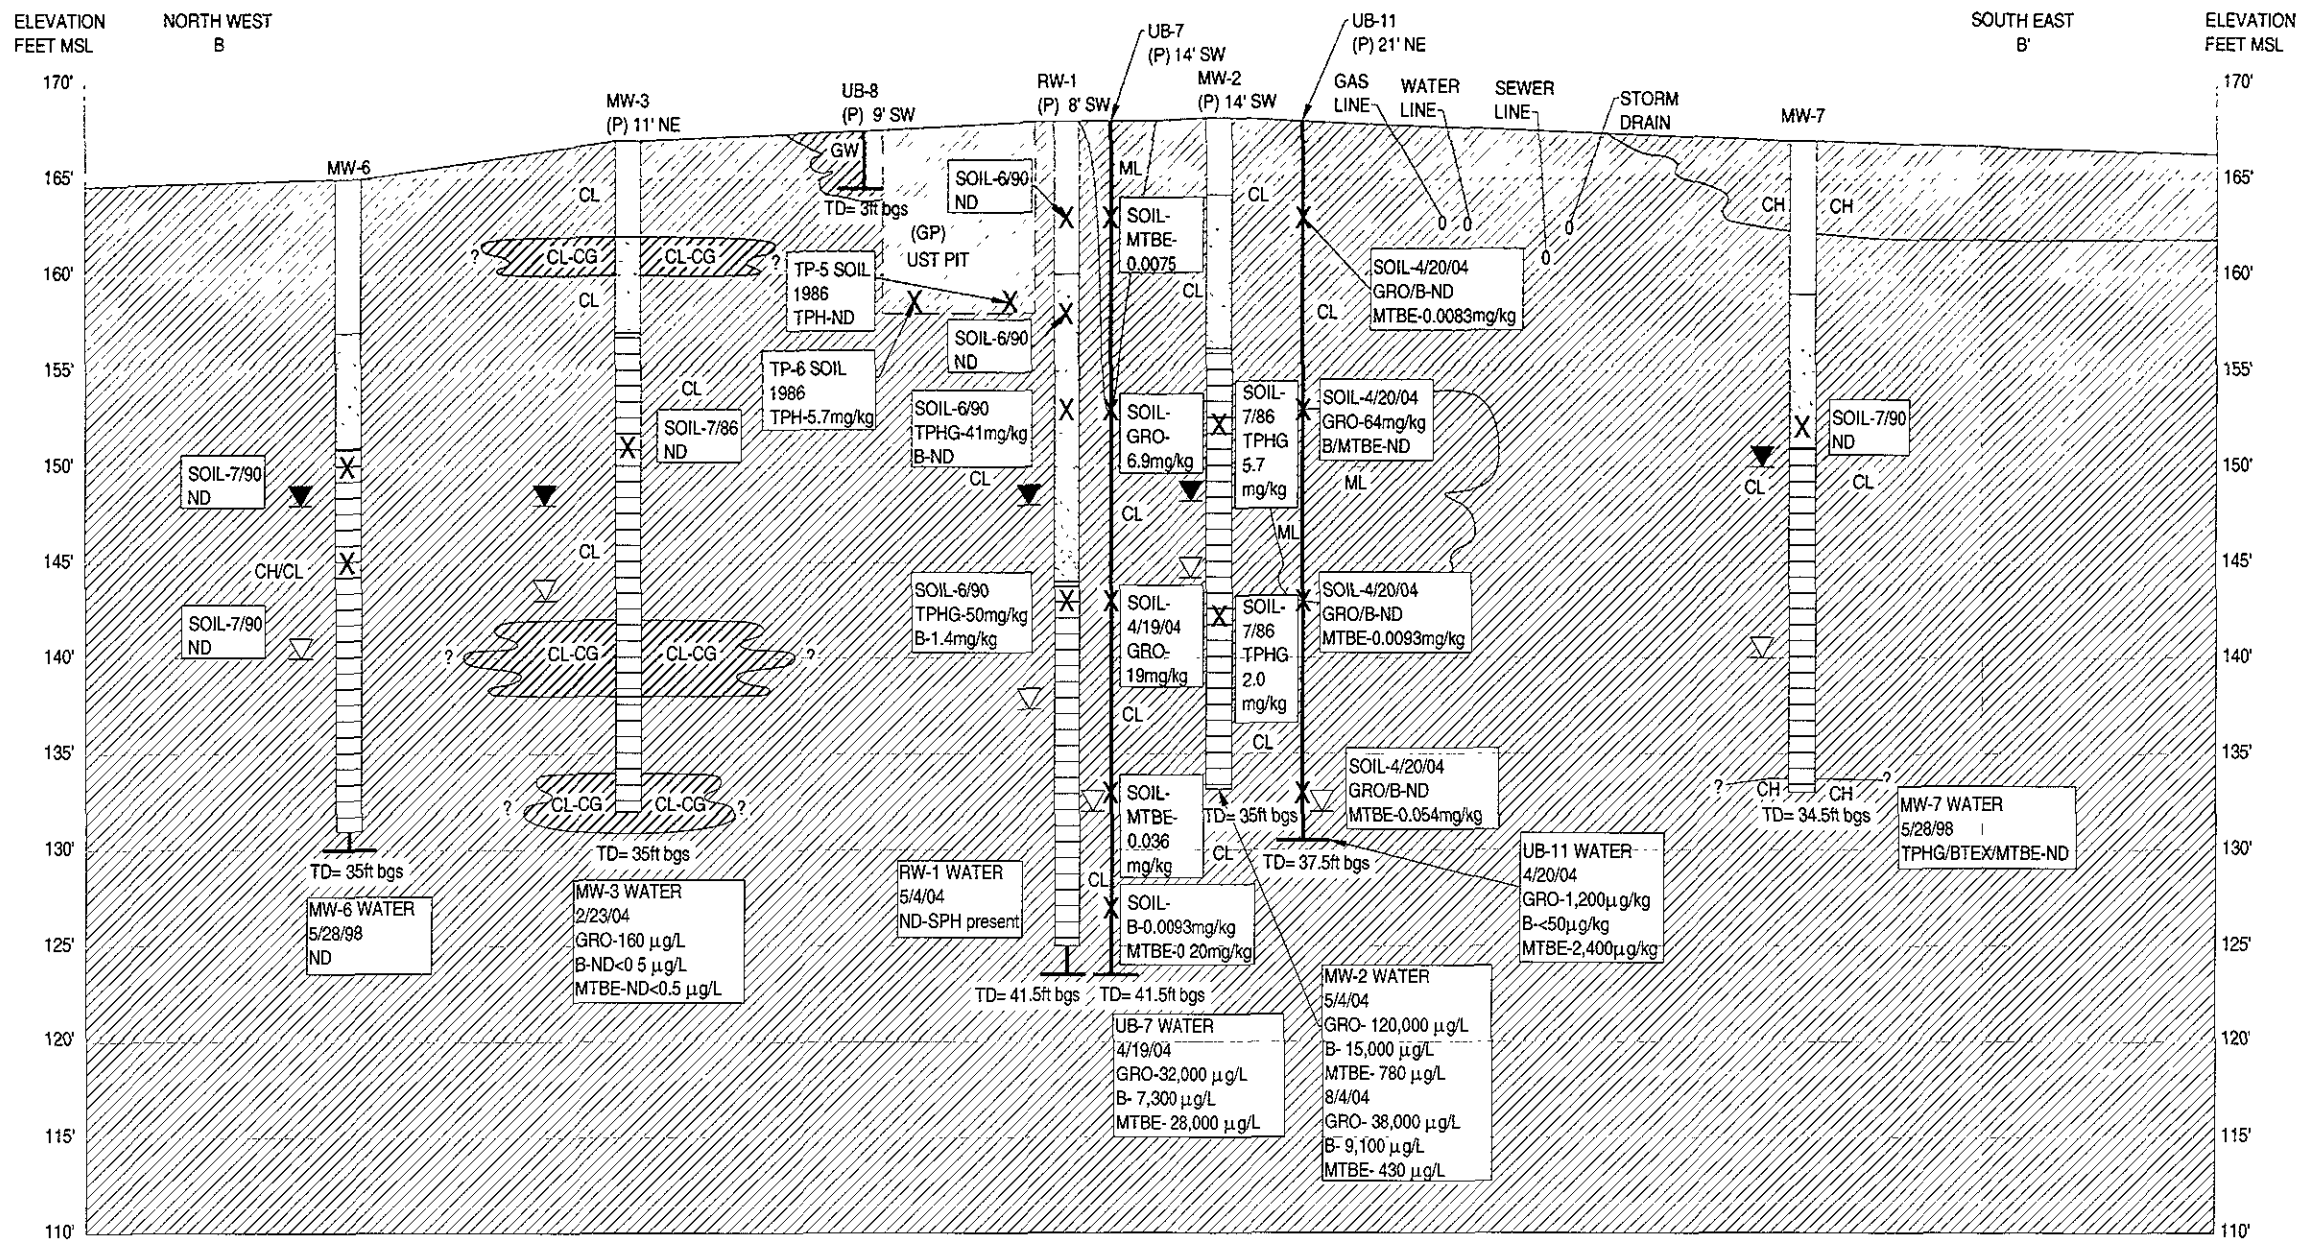 ELEVATION
FEET MSL
NORTH WEST
B
SOUTH EAST
B'
ELEVATION
FEET MSL
UB-7
(P) 14' SW
UB-11
(P) 21' NE
RW-1
(P) 8' SW
MW-2
(P) 14' SW
GAS
LINE
WATER
LINE
SEWER
LINE
STORM
DRAIN
MW-3
(P) 11' NE
UB-8
(P) 9' SW
MW-6
MW-7
170'
165'
160'
155'
150'
145'
140'
135'
130'
125'
120'
115'
110'
170'
165'
160'
155'
150'
145'
140'
135'
130'
125'
120'
115'
110'
SOIL-7/90
ND
CH/CL
SOIL-7/90
ND
TD= 35ft bgs
MW-6 WATER
5/28/98
ND
CL
? CL-CG CL-CG ?
CL
CL
SOIL-7/86
ND
CL
? CL-CG CL-CG ?
? CL-CG CL-CG ?
TD= 35ft bgs
MW-3 WATER
2/23/04
GRO-160 µg/L
B-ND<0 5 µg/L
MTBE-ND<0.5 µg/L
GW
TD= 3ft bgs
(GP)
UST PIT
TP-5 SOIL
1986
TPH-ND
TP-6 SOIL
1986
TPH-5.7mg/kg
SOIL-6/90
ND
SOIL-6/90
ND
SOIL-6/90
TPHG-41mg/kg
B-ND
CL
SOIL-6/90
TPHG-50mg/kg
B-1.4mg/kg
RW-1 WATER
5/4/04
ND-SPH present
TD= 41.5ft bgs
ML
SOIL-
MTBE-
0.0075
CL
SOIL-
GRO-
6.9mg/kg
CL
SOIL-
4/19/04
GRO-
19mg/kg
CL
SOIL-
MTBE-
0.036
mg/kg
CL
SOIL-
B-0.0093mg/kg
MTBE-0 20mg/kg
TD= 41.5ft bgs
UB-7 WATER
4/19/04
GRO-32,000 µg/L
B- 7,300 µg/L
MTBE- 28,000 µg/L
CL
SOIL-
7/86
TPHG
5.7
mg/kg
ML
SOIL-
7/86
TPHG
2.0
mg/kg
CL
TD= 35ft bgs
CL
MW-2 WATER
5/4/04
GRO- 120,000 µg/L
B- 15,000 µg/L
MTBE- 780 µg/L
8/4/04
GRO- 38,000 µg/L
B- 9,100 µg/L
MTBE- 430 µg/L
CL
SOIL-4/20/04
GRO/B-ND
MTBE-0.0083mg/kg
SOIL-4/20/04
GRO-64mg/kg
B/MTBE-ND
ML
SOIL-4/20/04
GRO/B-ND
MTBE-0.0093mg/kg
SOIL-4/20/04
GRO/B-ND
MTBE-0.054mg/kg
TD= 37.5ft bgs
UB-11 WATER
4/20/04
GRO-1,200µg/kg
B-<50µg/kg
MTBE-2,400µg/kg
CH CH
SOIL-7/90
ND
CL CL
? CH CH ?
TD= 34.5ft bgs
MW-7 WATER
5/28/98
TPHG/BTEX/MTBE-ND